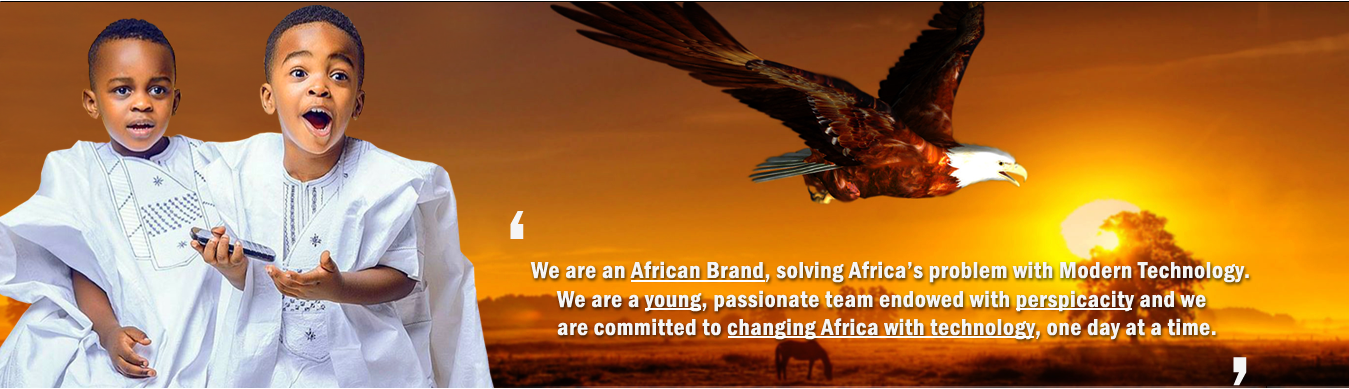 ‘
We are an African Brand, solving Africa’s problem with Modern Technology.
We are a young, passionate team endowed with perspicacity and we
are committed to changing Africa with technology, one day at a time.
’